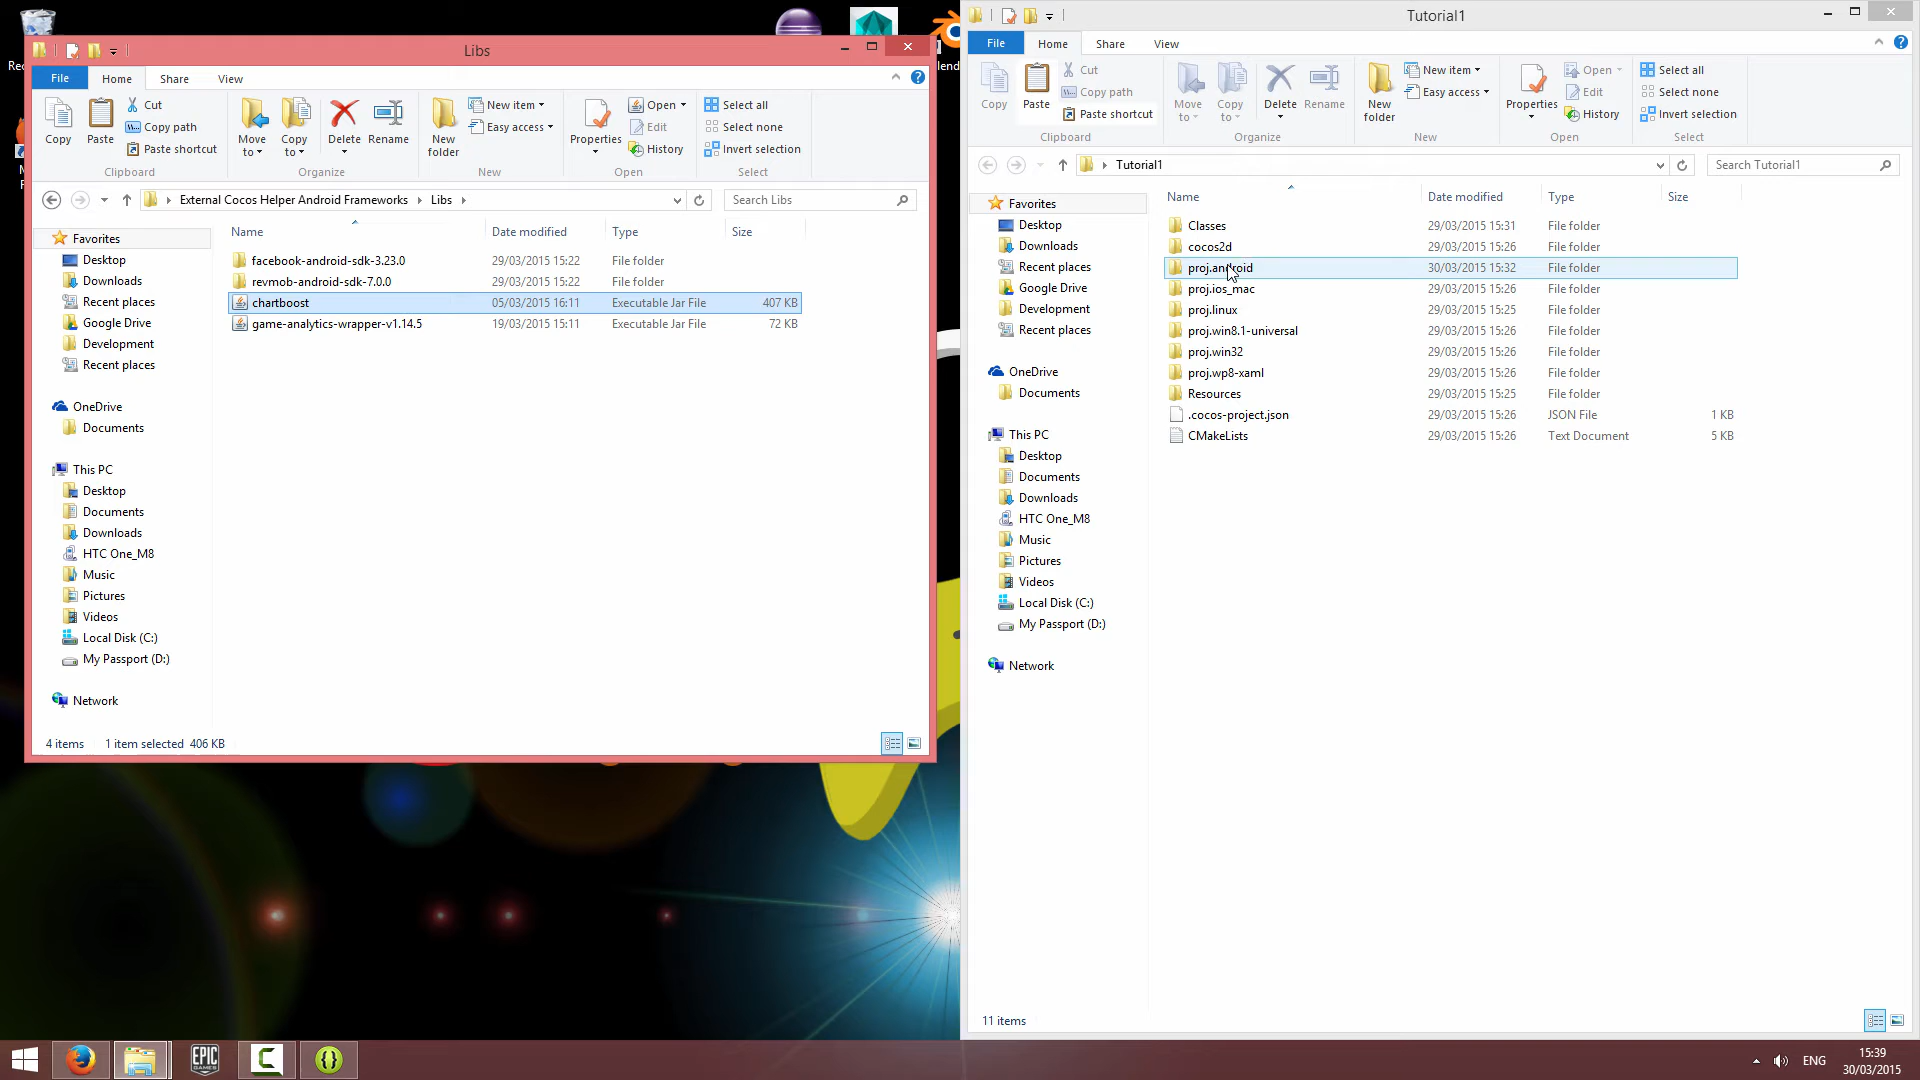 Libs
File Home Share View
Copy Paste Cut Copy path Paste shortcut
Move to Copy to Delete Rename
New folder New item Easy access
Properties Open Edit History
Select all Select none Invert selection
Clipboard Organize New Open Select
External Cocos Helper Android Frameworks Libs Search Libs
Name Date modified Type Size
facebook-android-sdk-3.23.0 29/03/2015 15:22 File folder
revmob-android-sdk-7.0.0 29/03/2015 15:22 File folder
chartboost 05/03/2015 16:11 Executable Jar File 407 KB
game-analytics-wrapper-v1.14.5 19/03/2015 15:11 Executable Jar File 72 KB
Favorites
Desktop
Downloads
Recent places
Google Drive
Development
Recent places
OneDrive
Documents
This PC
Desktop
Documents
Downloads
HTC One_M8
Music
Pictures
Videos
Local Disk (C:)
My Passport (D:)
Network
4 items 1 item selected 406 KB
Tutorial1
File Home Share View
Copy Paste Cut Copy path Paste shortcut
Move to Copy to Delete Rename
New folder New item Easy access
Properties Open Edit History
Select all Select none Invert selection
Clipboard Organize New Open Select
Tutorial1 Search Tutorial1
Name Date modified Type Size
Classes 29/03/2015 15:31 File folder
cocos2d 29/03/2015 15:26 File folder
proj.android 30/03/2015 15:32 File folder
proj.ios_mac 29/03/2015 15:26 File folder
proj.linux 29/03/2015 15:25 File folder
proj.win8.1-universal 29/03/2015 15:26 File folder
proj.win32 29/03/2015 15:26 File folder
proj.wp8-xaml 29/03/2015 15:26 File folder
Resources 29/03/2015 15:25 File folder
.cocos-project.json 29/03/2015 15:26 JSON File 1 KB
CMakeLists 29/03/2015 15:26 Text Document 5 KB
Favorites
Desktop
Downloads
Recent places
Google Drive
Development
Recent places
OneDrive
Documents
This PC
Desktop
Documents
Downloads
HTC One_M8
Music
Pictures
Videos
Local Disk (C:)
My Passport (D:)
Network
11 items
EPIC GAMES
ENG
15:39
30/03/2015